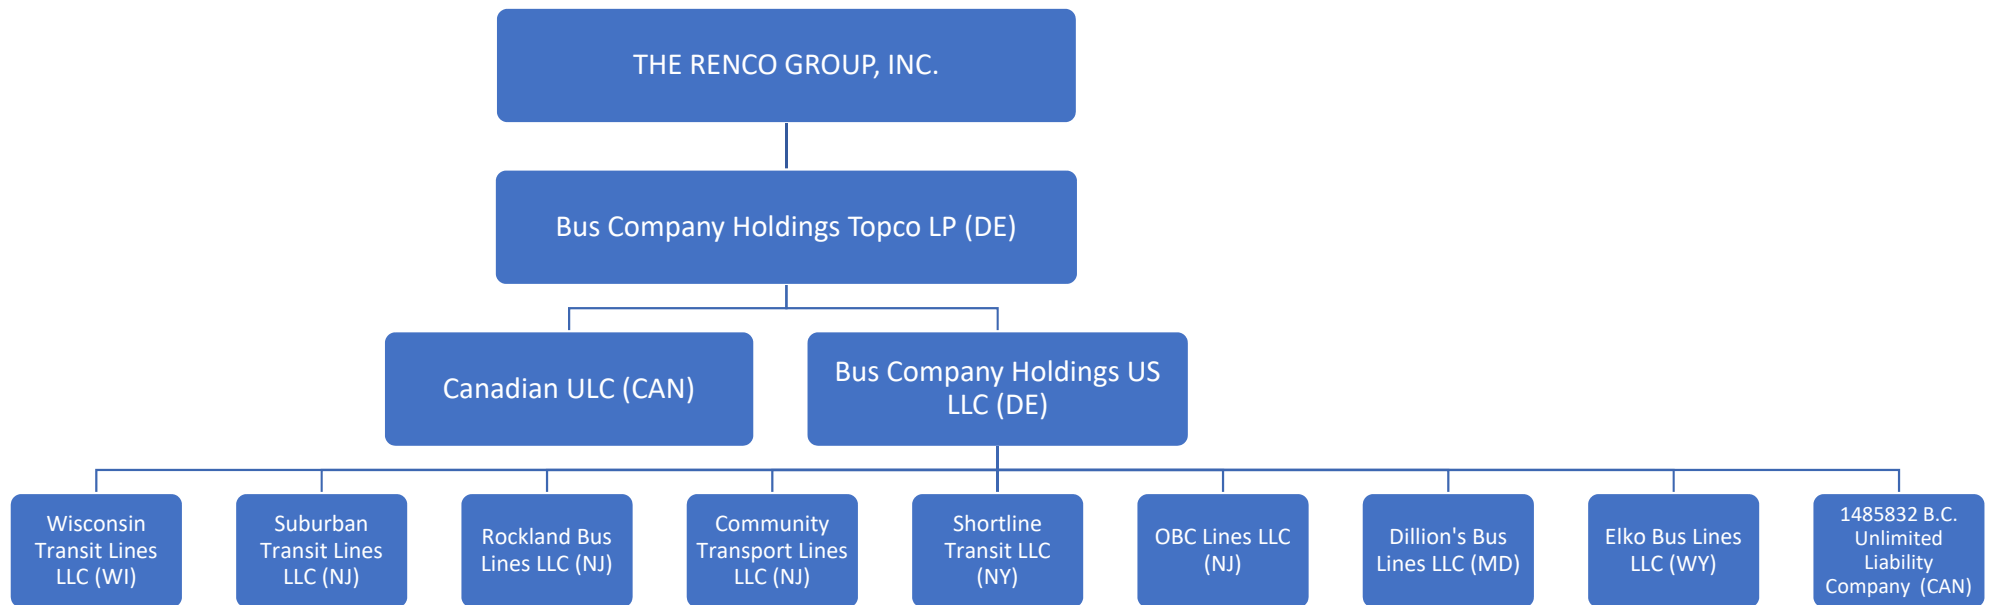 THE RENCO GROUP, INC.
Bus Company Holdings Topco LP (DE)
Canadian ULC (CAN)
Bus Company Holdings US
LLC (DE)
Wisconsin
Transit Lines
LLC (WI)
Suburban
Transit Lines
LLC (NJ)
Rockland Bus
Lines LLC (NJ)
Community
Transport Lines
LLC (NJ)
Shortline
Transit LLC
(NY)
OBC Lines LLC
(NJ)
Dillion's Bus
Lines LLC (MD)
Elko Bus Lines
LLC (WY)
1485832 B.C.
Unlimited
Liability
Company (CAN)